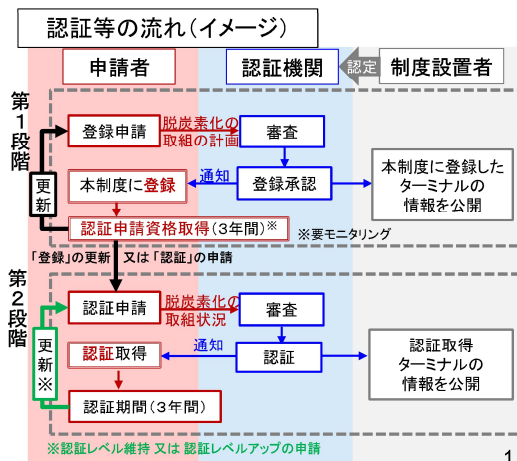 認証等の流れ(イメージ)
申請者
認証機関
認定
制度設置者
第1段階
登録申請
脱炭素化の
取組の計画
審査
更新
本制度に登録
通知
登録承認
本制度に登録した
ターミナルの
情報を公開
認証申請資格取得(3年間)※
※要モニタリング
「登録」の更新 又は「認証」の申請
第2段階
認証申請
脱炭素化の
取組状況
審査
更新※
認証取得
通知
認証
認証取得
ターミナルの
情報を公開
認証期間(3年間)
※認証レベル維持 又は 認証レベルアップの申請
1